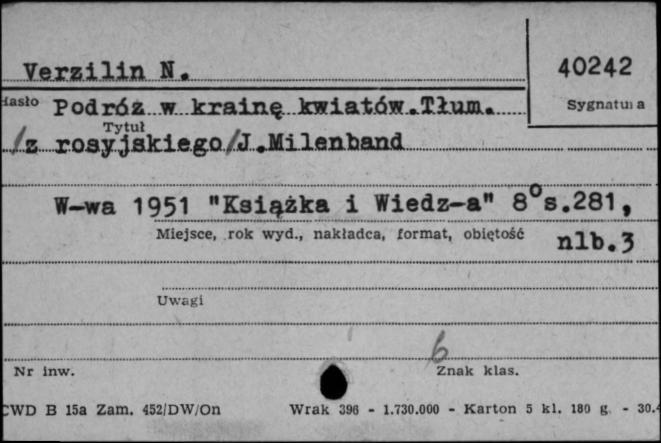 Verzilin N.
40242
Hasło Podróż w krainę kwiatów.Tłum.
Sygnatura
Tytuł
/z rosyjskiego/J.Milenband
W-wa 1951 "Książka i Wiedz-a" 8° s.281,
Miejsce, rok wyd., nakładca, format, objętość
nlb.3
Uwagi
6
Nr inw.
Znak klas.
CWD B 15a Zam. 452/DW/On Wrak 396 - 1.730.000 - Karton 5 kl. 180 g. - 30.4